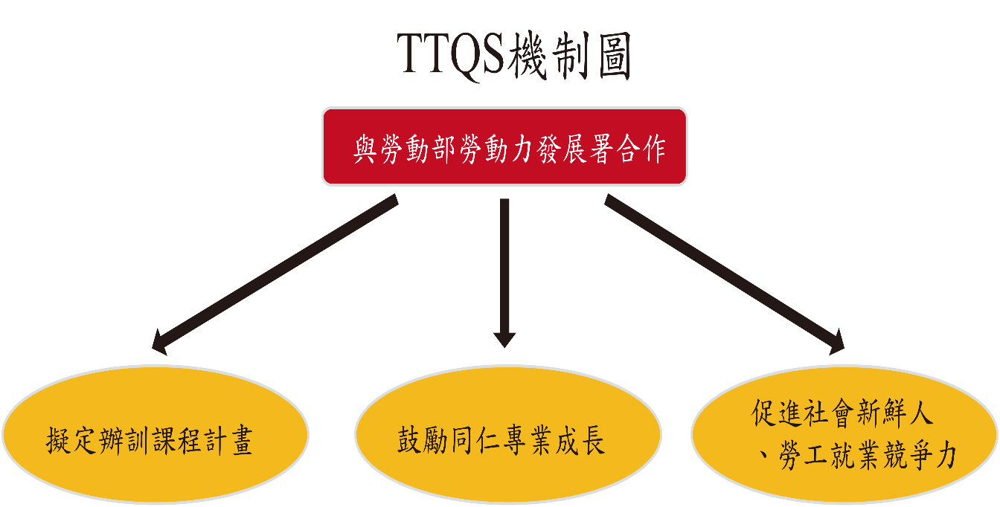 TTQS機制圖
與勞動部勞動力發展署合作
擬定辦訓課程計畫
鼓勵同仁專業成長
促進社會新鮮人
、勞工就業競爭力